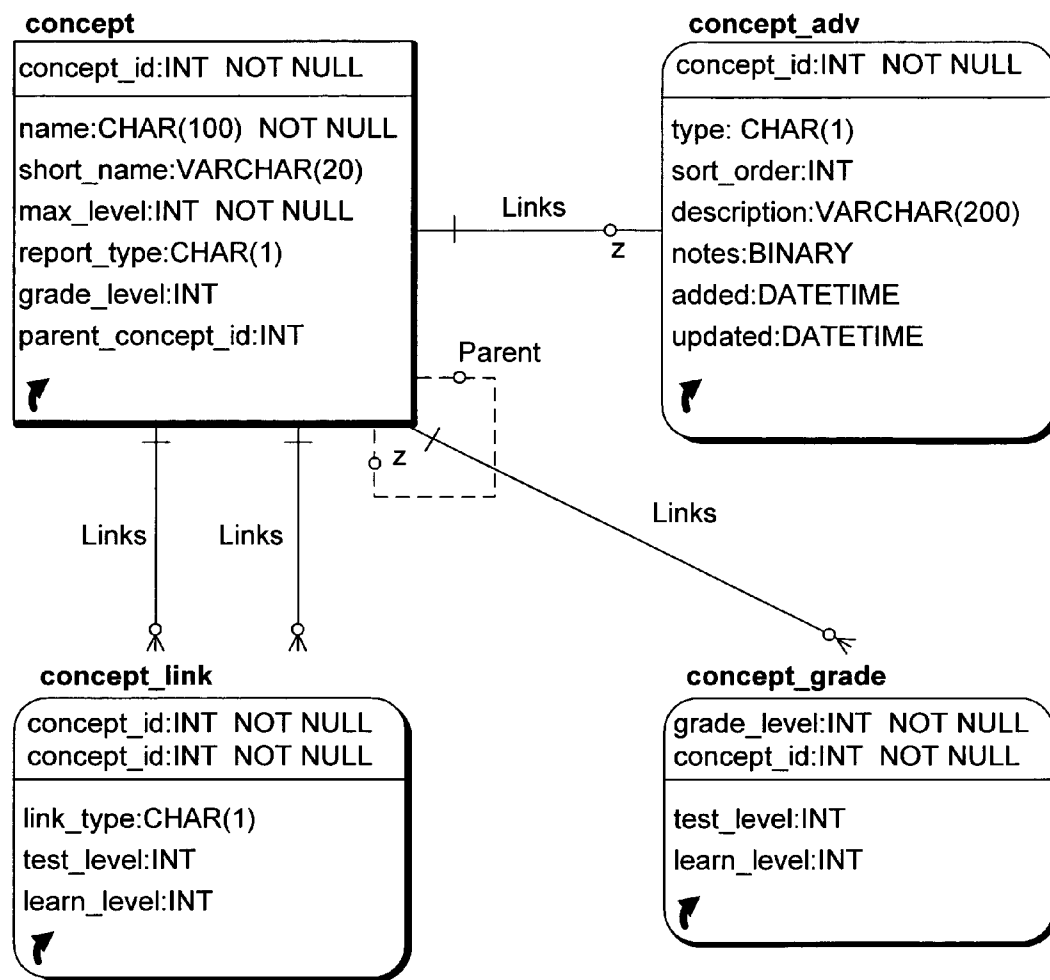 concept
concept_id:INT NOT NULL
name:CHAR(100) NOT NULL
short_name:VARCHAR(20)
max_level:INT NOT NULL
report_type:CHAR(1)
grade_level:INT
parent_concept_id:INT
concept_adv
concept_id:INT NOT NULL
type: CHAR(1)
sort_order:INT
description:VARCHAR(200)
notes:BINARY
added:DATETIME
updated:DATETIME
Links
z
Parent
z
Links
Links
Links
concept_link
concept_id:INT NOT NULL
concept_id:INT NOT NULL
link_type:CHAR(1)
test_level:INT
learn_level:INT
concept_grade
grade_level:INT NOT NULL
concept_id:INT NOT NULL
test_level:INT
learn_level:INT